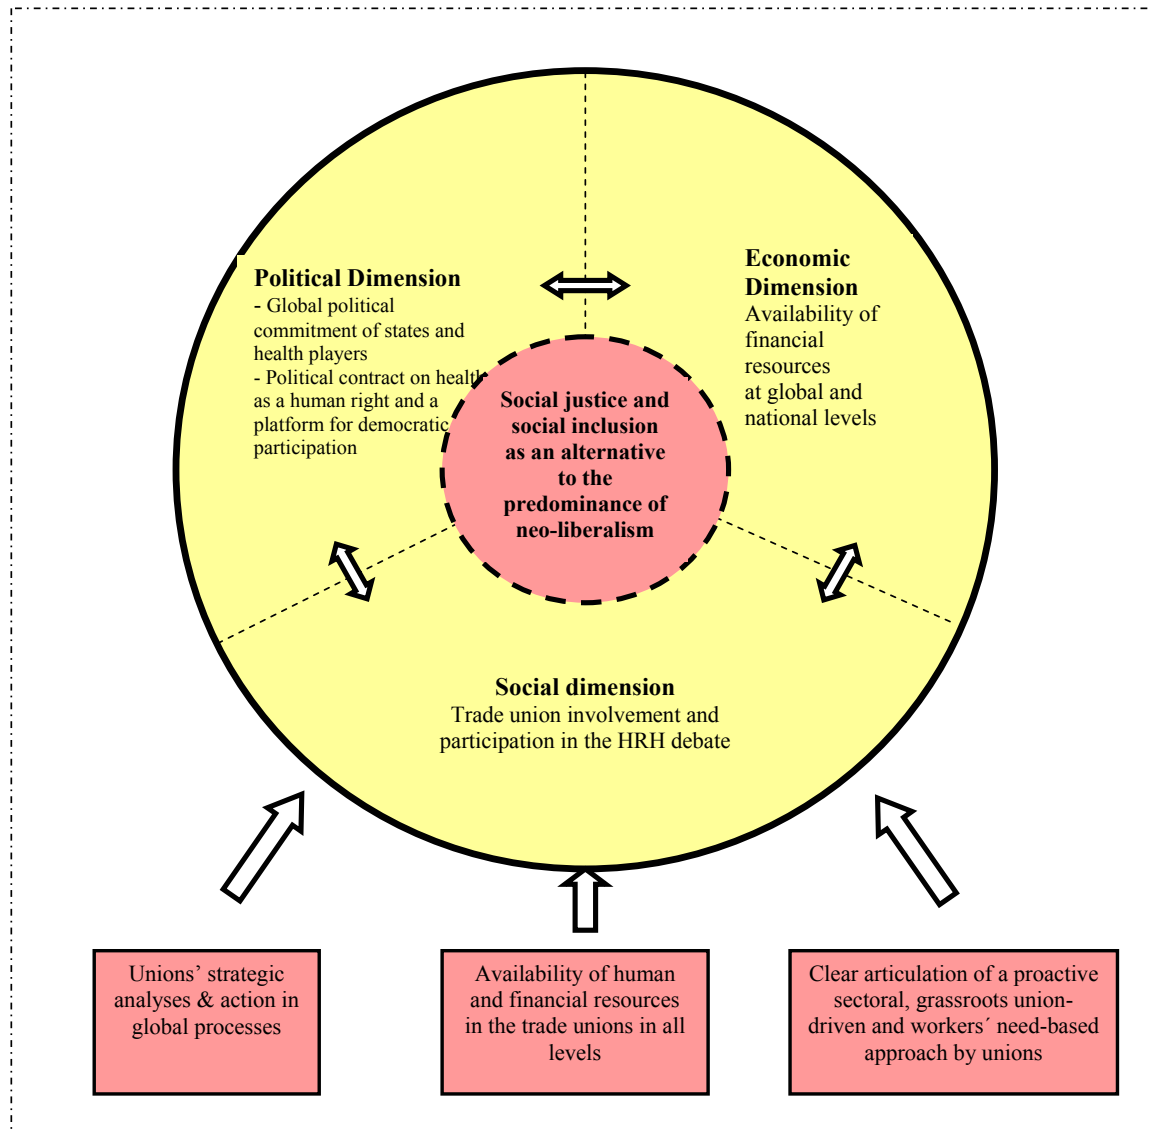 Political Dimension
- Global political
commitment of states and
health players
- Political contract on health
as a human right and a
platform for democratic
participation
Economic
Dimension
Availability of
financial
resources
at global and
national levels
Social justice and
social inclusion
as an alternative
to the
predominance of
neo-liberalism
Social dimension
Trade union involvement and
participation in the HRH debate
Unions’ strategic
analyses & action in
global processes
Availability of human
and financial resources
in the trade unions in all
levels
Clear articulation of a proactive
sectoral, grassroots union-
driven and workers´ need-based
approach by unions